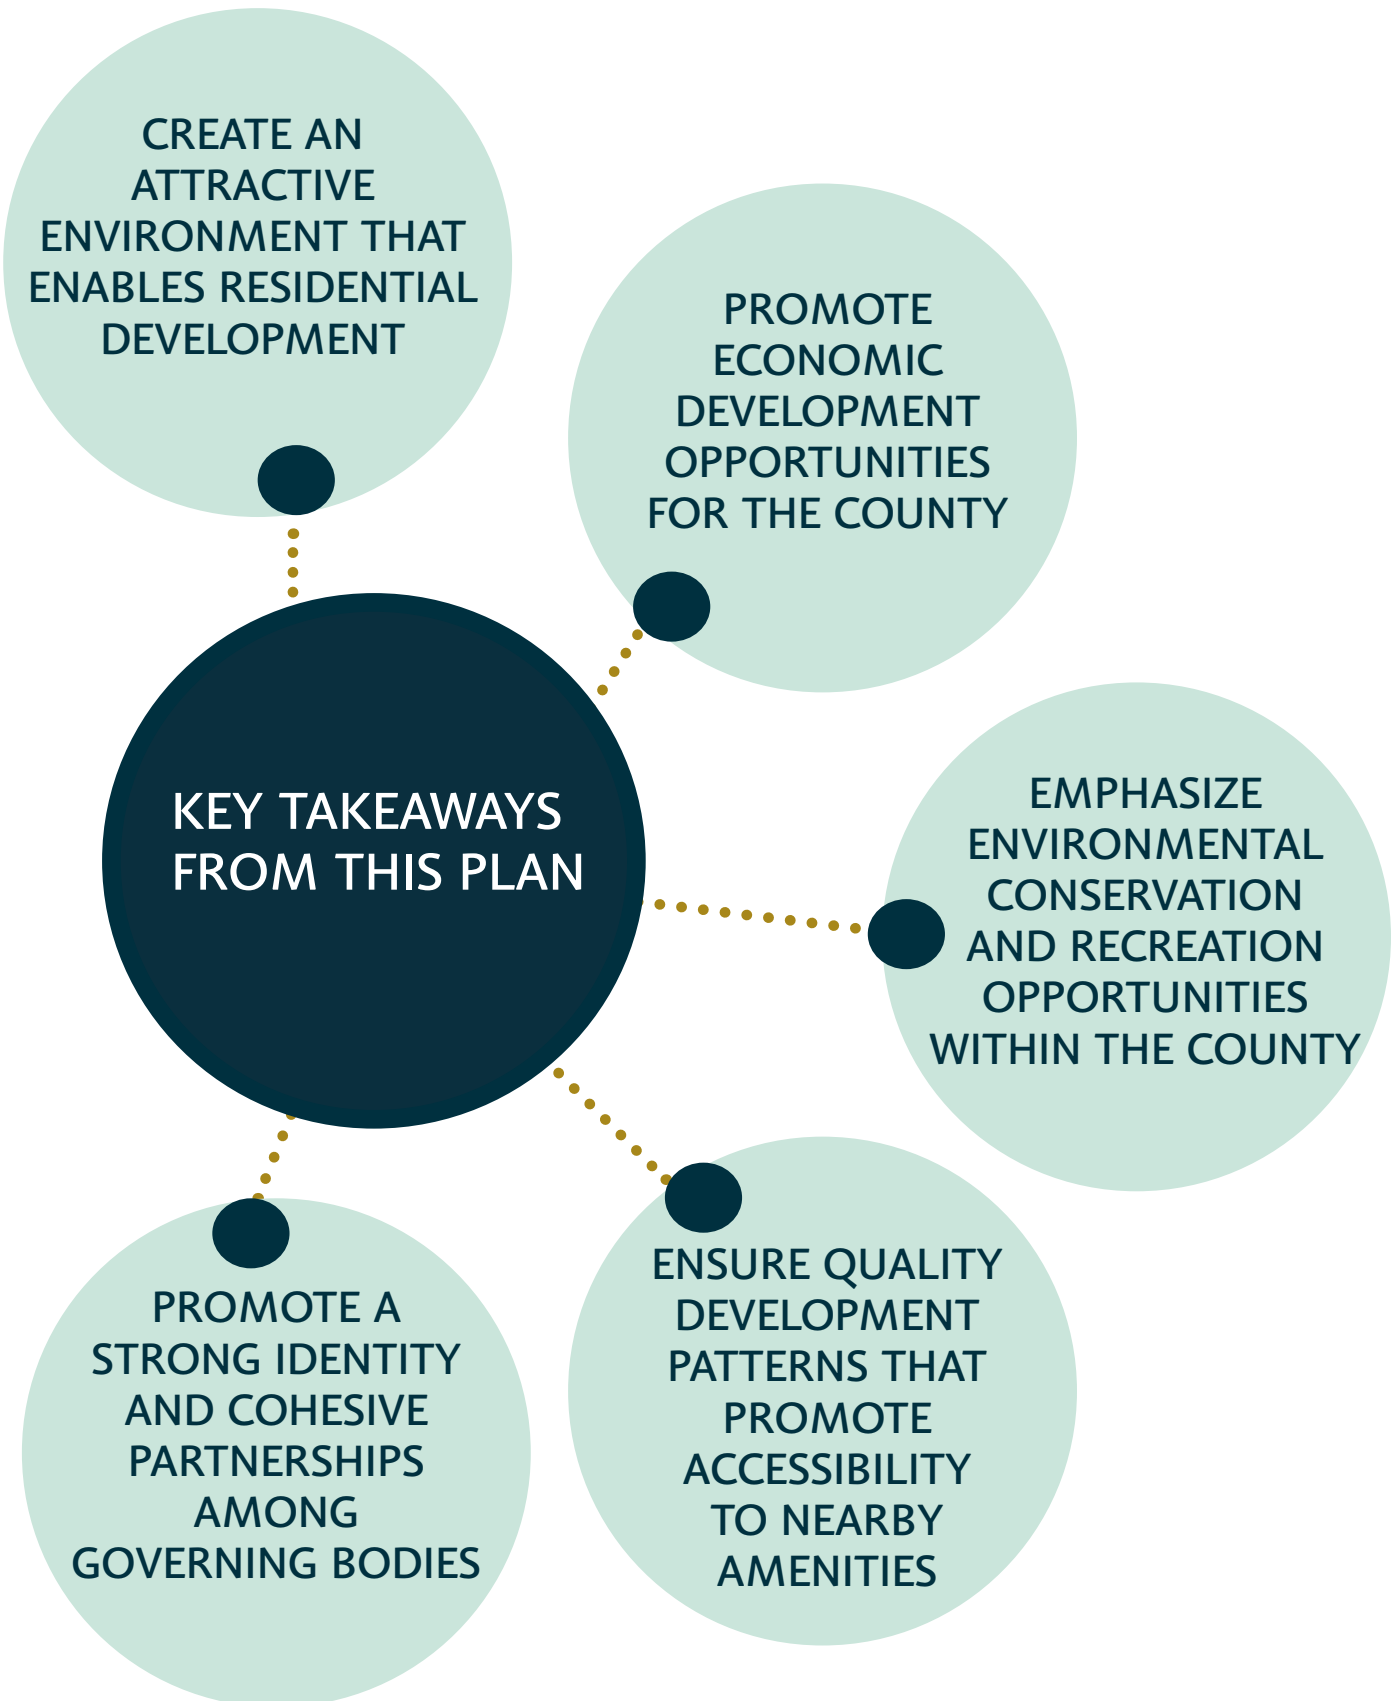 CREATE AN
ATTRACTIVE
ENVIRONMENT THAT
ENABLES RESIDENTIAL
DEVELOPMENT
PROMOTE
ECONOMIC
DEVELOPMENT
OPPORTUNITIES
FOR THE COUNTY
KEY TAKEAWAYS
FROM THIS PLAN
EMPHASIZE
ENVIRONMENTAL
CONSERVATION
AND RECREATION
OPPORTUNITIES
WITHIN THE COUNTY
ENSURE QUALITY
DEVELOPMENT
PATTERNS THAT
PROMOTE
ACCESSIBILITY
TO NEARBY
AMENITIES
PROMOTE A
STRONG IDENTITY
AND COHESIVE
PARTNERSHIPS
AMONG
GOVERNING BODIES